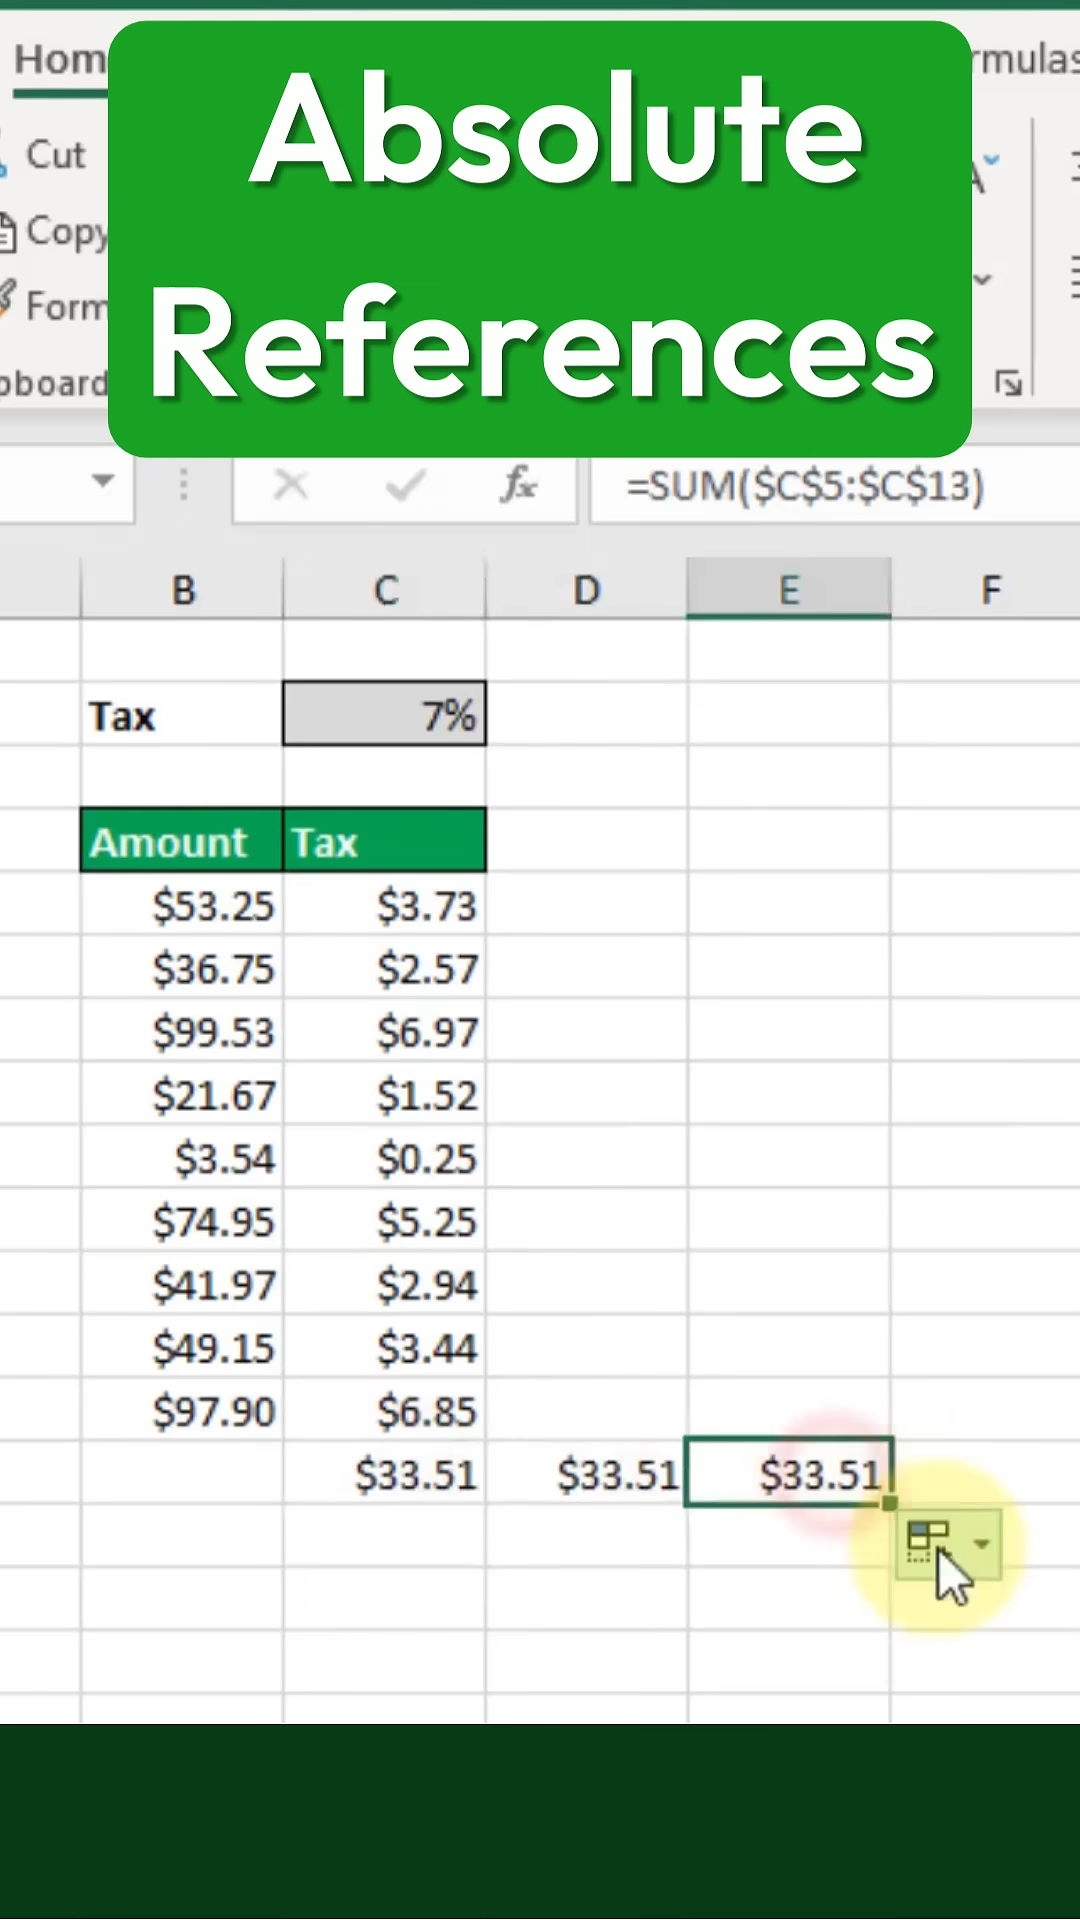 Absolute
References
Hom
rmulas
Cut
Copy
Form
pboard
fx =SUM($C$5:$C$13)
B C D E F
Tax 7%
Amount Tax
$53.25 $3.73
$36.75 $2.57
$99.53 $6.97
$21.67 $1.52
$3.54 $0.25
$74.95 $5.25
$41.97 $2.94
$49.15 $3.44
$97.90 $6.85
$33.51 $33.51 $33.51